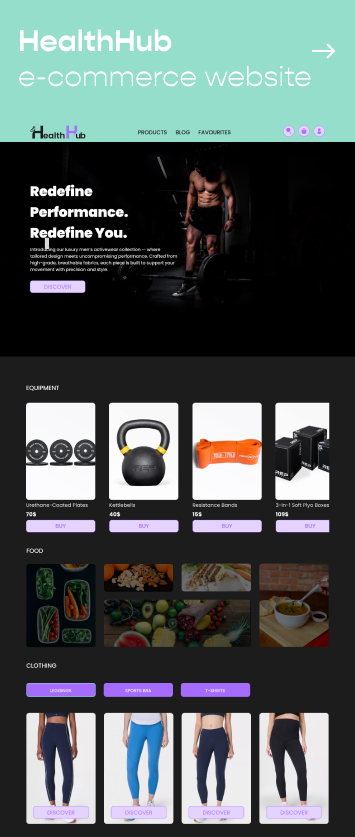 HealthHub
e-commerce website
HealthHub
PRODUCTS BLOG FAVOURITES
Redefine
Performance.
Redefine You.
Introducing our luxury men's activewear collection — where
tailored design meets uncompromising performance. Crafted from
high-grade, breathable fabrics, each piece is built to support your
movement with precision and style.
DISCOVER
EQUIPMENT
Urethane-Coated Plates
70$
BUY
Kettlebells
40$
BUY
Resistance Bands
15$
BUY
REP
3-in-1 Soft Plyo Boxes
109$
BUY
FOOD
CLOTHING
LEGGINGS SPORTS BRA T-SHIRTS
DISCOVER DISCOVER DISCOVER DISCOVER